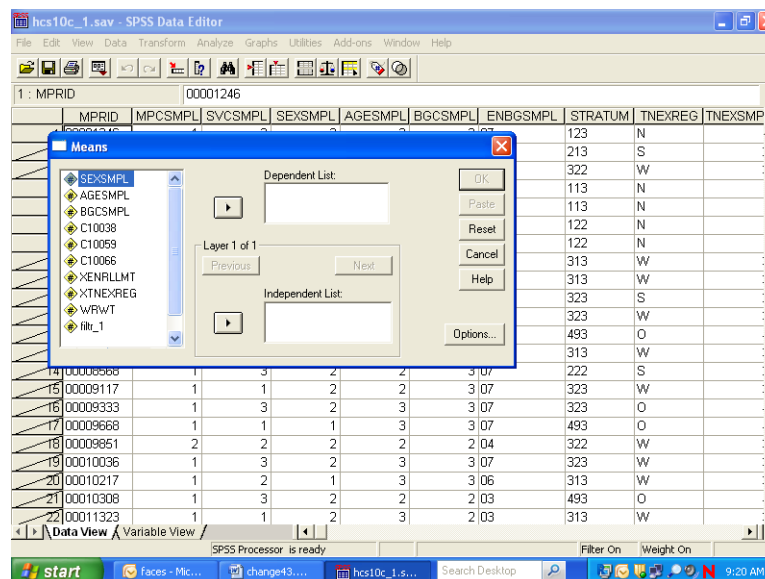 hcs10c_1.sav - SPSS Data Editor
File Edit View Data Transform Analyze Graphs Utilities Add-ons Window Help
1 : MPRID 00001246
MPRID MPCSMPL SVCSMPL SEXSMPL AGESMPL BGCSMPL ENBGSMPL STRATUM TNEXREG TNEXSMP
123 N
Means
213 S
322 W
113 N
113 N
122 N
122 N
313 W
313 W
323 S
323 W
493 O
313 W
SEXSMPL
AGESMPL
BGCSMPL
C10038
C10059
C10066
XENRLLMT
XTNEXREG
WRWT
filtr_1
Dependent List:
Layer 1 of 1
Previous Next
Independent List:
OK
Paste
Reset
Cancel
Help
Options...
14 00008568 1 3 2 2 3 07 222 S
15 00009117 1 1 2 2 3 07 323 W
16 00009333 1 3 2 3 3 07 323 O
17 00009668 1 1 1 3 3 07 493 O
18 00009851 2 2 2 2 2 04 322 W
19 00010036 1 3 2 3 3 07 323 W
20 00010217 1 2 1 3 3 06 313 W
21 00010308 1 3 2 2 2 03 493 O
22 00011323 1 1 2 3 2 03 313 W
Data View Variable View
SPSS Processor is ready Filter On Weight On
start faces - Mic... change43.... hcs10c_1.s... Search Desktop 9:20 AM